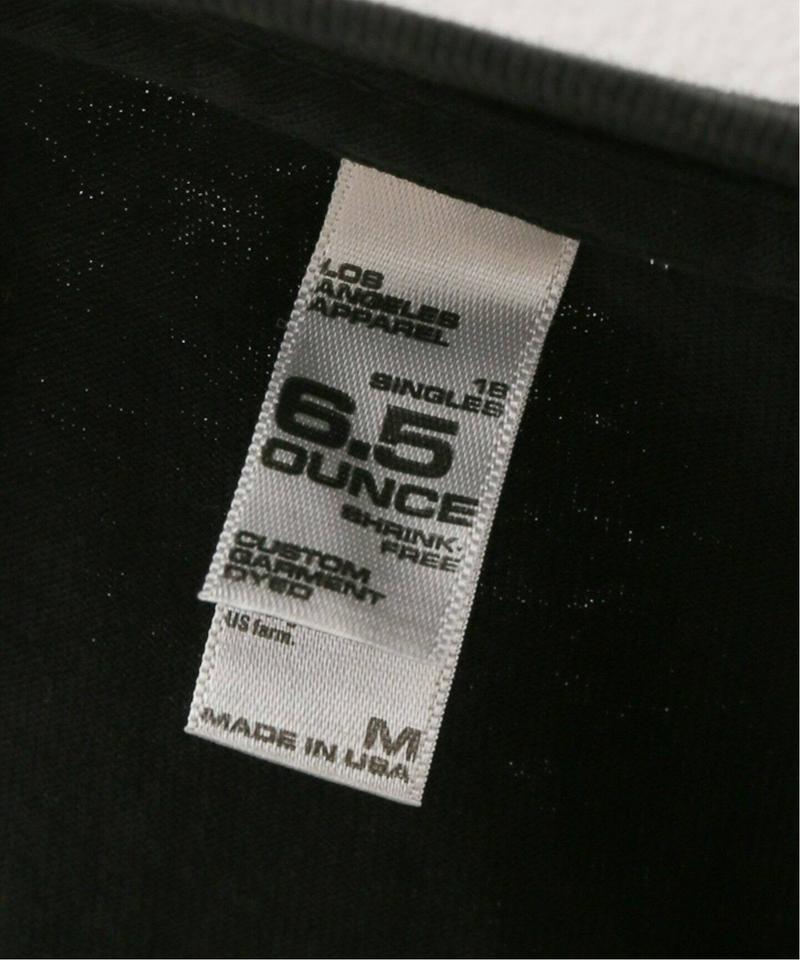 LOS
ANGELES
APPAREL
18
SINGLES
6.5
OUNCE
SHRINK-
FREE
CUSTOM
GARMENT
DYED
US farm.
M
MADE IN USA